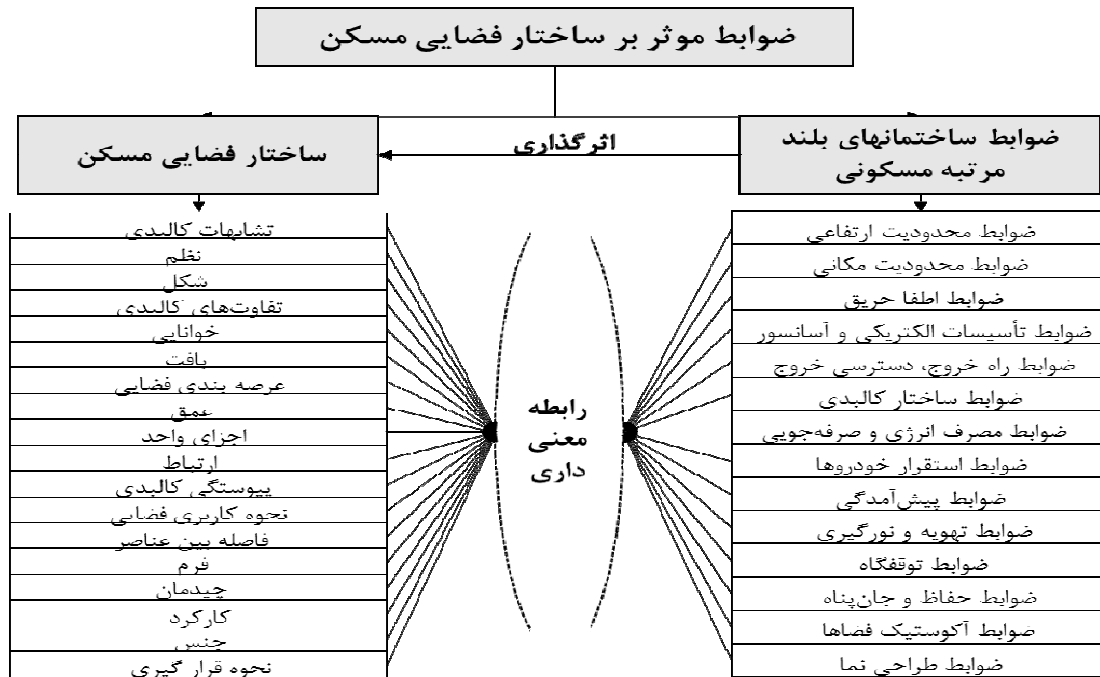 ضوابط موثر بر ساختار فضایی مسکن
ضوابط ساختمانهای بلند
مرتبه مسکونی
اثرگذاری
ساختار فضایی مسکن
ضوابط محدودیت ارتفاعی
ضوابط محدودیت مکانی
ضوابط اطفا حریق
ضوابط تأسیسات الکتریکی و آسانسور
ضوابط راه خروج، دسترسی خروج
ضوابط ساختار کالبدی
ضوابط مصرف انرژی و صرفه‌جویی
ضوابط استقرار خودروها
ضوابط پیش‌آمدگی
ضوابط تهویه و نورگیری
ضوابط توقفگاه
ضوابط حفاظ و جان‌پناه
ضوابط آکوستیک فضاها
ضوابط طراحی نما
رابطه
معنی
داری
تشابهات کالبدی
نظم
شکل
تفاوت‌های کالبدی
خوانایی
بافت
عرصه بندی فضایی
عمق
اجزای واحد
ارتباط
پیوستگی کالبدی
نحوه کاربری فضایی
فاصله بین عناصر
فرم
چیدمان
کارکرد
جنس
نحوه قرار گیری